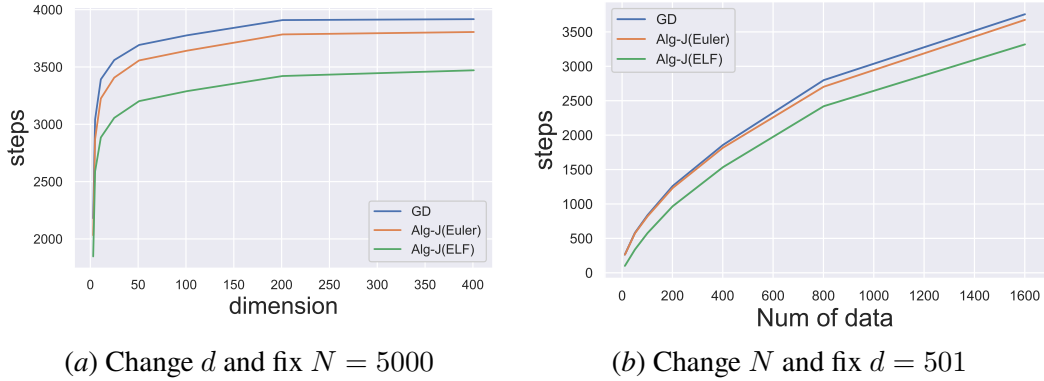 4000
3500
3000
2500
2000
steps
0 50 100 150 200 250 300 350 400
dimension
GD
Alg-J(Euler)
Alg-J(ELF)
(a) Change d and fix N = 5000
3500
3000
2500
2000
1500
1000
500
0
steps
0 200 400 600 800 1000 1200 1400 1600
Num of data
GD
Alg-J(Euler)
Alg-J(ELF)
(b) Change N and fix d = 501